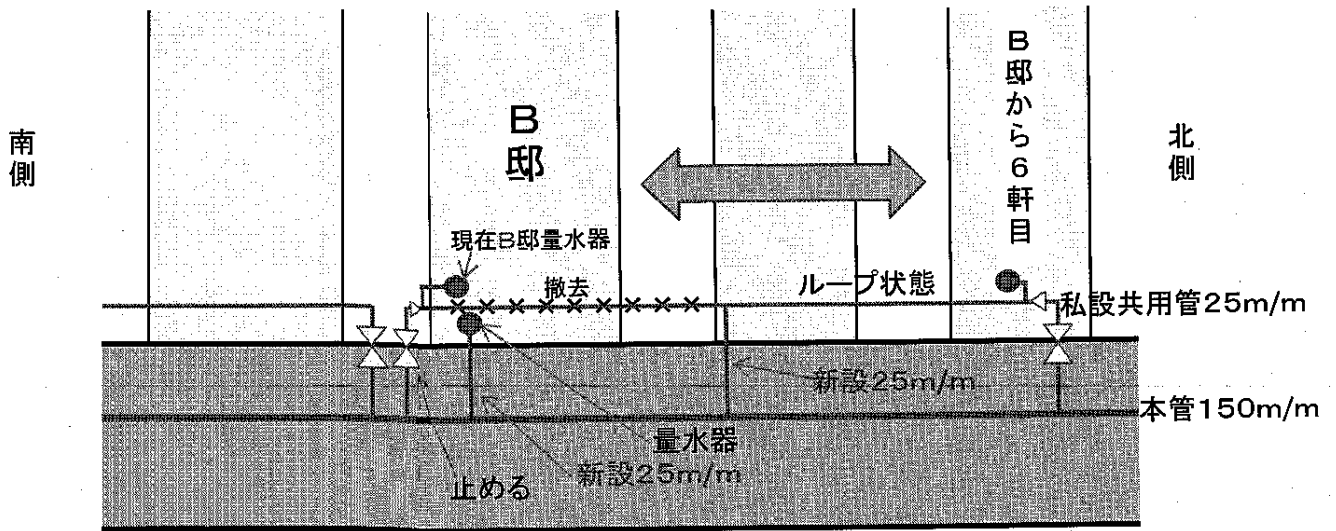 南側
B邸
B邸から6軒目
北側
現在B邸量水器
撤去
ループ状態
私設共用管25m/m
新設25m/m
本管150m/m
量水器
新設25m/m
止める